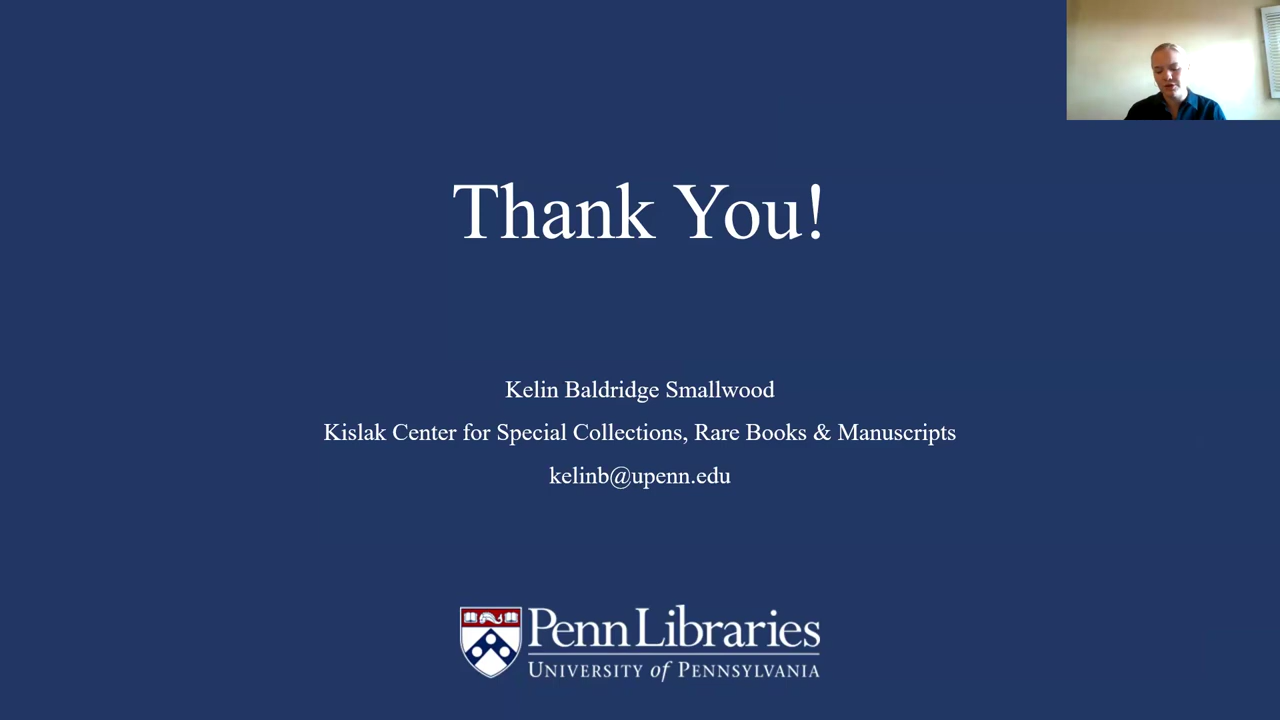 Thank You!
Kelin Baldridge Smallwood
Kislak Center for Special Collections, Rare Books & Manuscripts
kelinb@upenn.edu
Penn Libraries
UNIVERSITY of PENNSYLVANIA